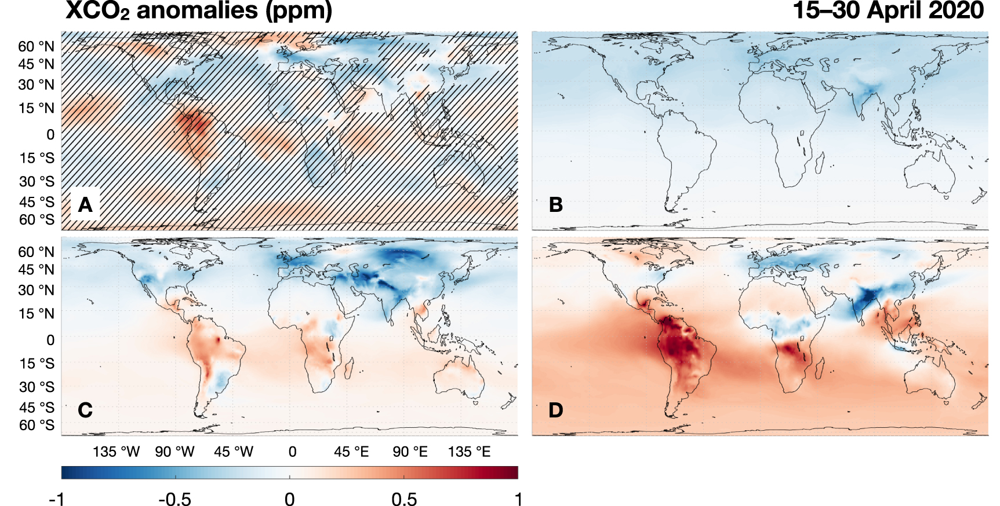 XCO₂ anomalies (ppm)
15–30 April 2020
60 °N
45 °N
30 °N
15 °N
0
15 °S
30 °S
45 °S
60 °S
A
B
60 °N
45 °N
30 °N
15 °N
0
15 °S
30 °S
45 °S
60 °S
C
D
135 °W 90 °W 45 °W 0 45 °E 90 °E 135 °E
-1 -0.5 0 0.5 1